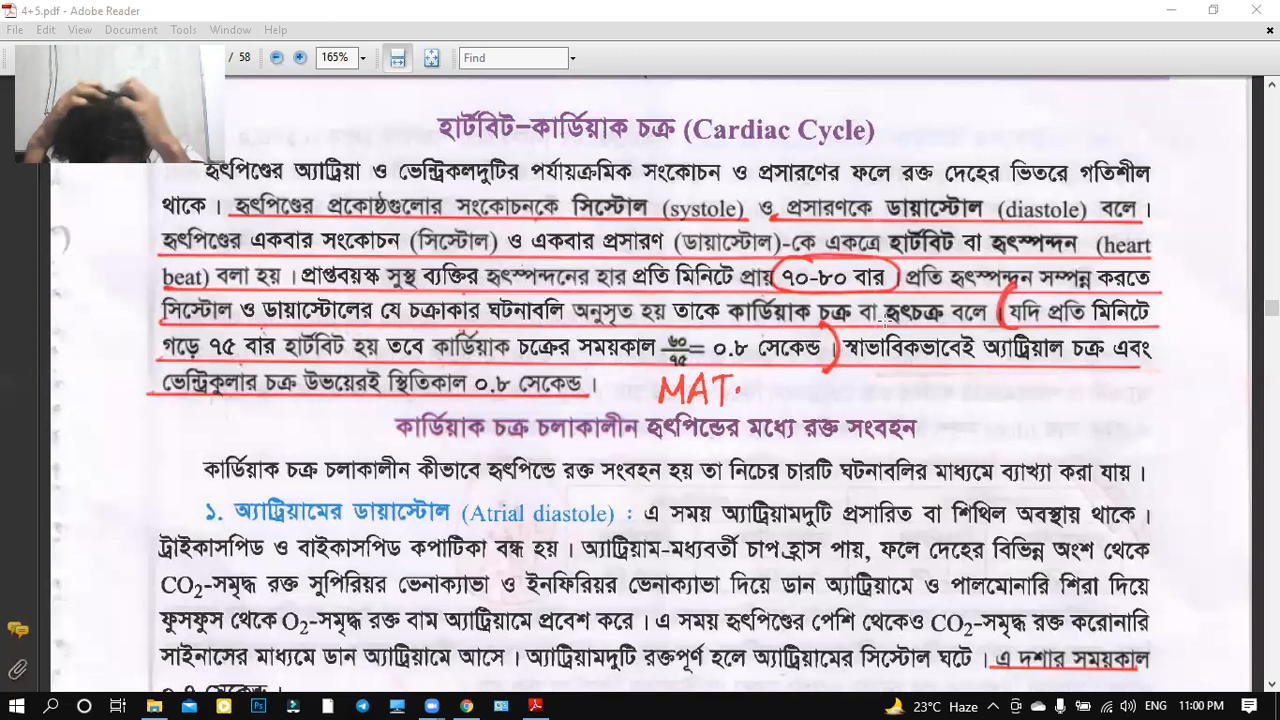 4+5.pdf - Adobe Reader
File Edit View Document Tools Window Help
/ 58 165% Find
হার্টবিট–কার্ডিয়াক চক্র (Cardiac Cycle)
হৃৎপিণ্ডের অ্যাট্রিয়া ও ভেন্ট্রিকলদুটির পর্যায়ক্রমিক সংকোচন ও প্রসারণের ফলে রক্ত দেহের ভিতরে গতিশীল
থাকে। হৃৎপিণ্ডের প্রকোষ্ঠগুলোর সংকোচনকে সিস্টোল (systole) ও প্রসারণকে ডায়াস্টোল (diastole) বলে।
হৃৎপিণ্ডের একবার সংকোচন (সিস্টোল) ও একবার প্রসারণ (ডায়াস্টোল)-কে একত্রে হার্টবিট বা হৃৎস্পন্দন (heart
beat) বলা হয়। প্রাপ্তবয়স্ক সুস্থ ব্যক্তির হৃৎস্পন্দনের হার প্রতি মিনিটে প্রায় ৭০-৮০ বার প্রতি হৃৎস্পন্দন সম্পন্ন করতে
সিস্টোল ও ডায়াস্টোলের যে চক্রাকার ঘটনাবলি অনুসৃত হয় তাকে কার্ডিয়াক চক্র বা হৃৎচক্র বলে (যদি প্রতি মিনিটে
গড়ে ৭৫ বার হার্টবিট হয় তবে কার্ডিয়াক চক্রের সময়কাল ৬০/৭৫ = ০.৮ সেকেন্ড)। স্বাভাবিকভাবেই অ্যাট্রিয়াল চক্র এবং
ভেন্ট্রিকুলার চক্র উভয়েরই স্থিতিকাল ০.৮ সেকেন্ড।
MAT.
কার্ডিয়াক চক্র চলাকালীন হৃৎপিন্ডের মধ্যে রক্ত সংবহন
কার্ডিয়াক চক্র চলাকালীন কীভাবে হৃৎপিন্ডে রক্ত সংবহন হয় তা নিচের চারটি ঘটনাবলির মাধ্যমে ব্যাখ্যা করা যায়।
১. অ্যাট্রিয়ামের ডায়াস্টোল (Atrial diastole) : এ সময় অ্যাট্রিয়ামদুটি প্রসারিত বা শিথিল অবস্থায় থাকে।
ট্রাইকাসপিড ও বাইকাসপিড কপাটিকা বন্ধ হয়। অ্যাট্রিয়াম-মধ্যবর্তী চাপ হ্রাস পায়, ফলে দেহের বিভিন্ন অংশ থেকে
CO₂-সমৃদ্ধ রক্ত সুপিরিয়র ভেনাক্যাভা ও ইনফিরিয়র ভেনাক্যাভা দিয়ে ডান অ্যাট্রিয়ামে ও পালমোনারি শিরা দিয়ে
ফুসফুস থেকে O₂-সমৃদ্ধ রক্ত বাম অ্যাট্রিয়ামে প্রবেশ করে। এ সময় হৃৎপিণ্ডের পেশি থেকেও CO₂-সমৃদ্ধ রক্ত করোনারি
সাইনাসের মাধ্যমে ডান অ্যাট্রিয়ামে আসে। অ্যাট্রিয়ামদুটি রক্তপূর্ণ হলে অ্যাট্রিয়ামের সিস্টোল ঘটে। এ দশার সময়কাল
23°C Haze ENG 11:00 PM